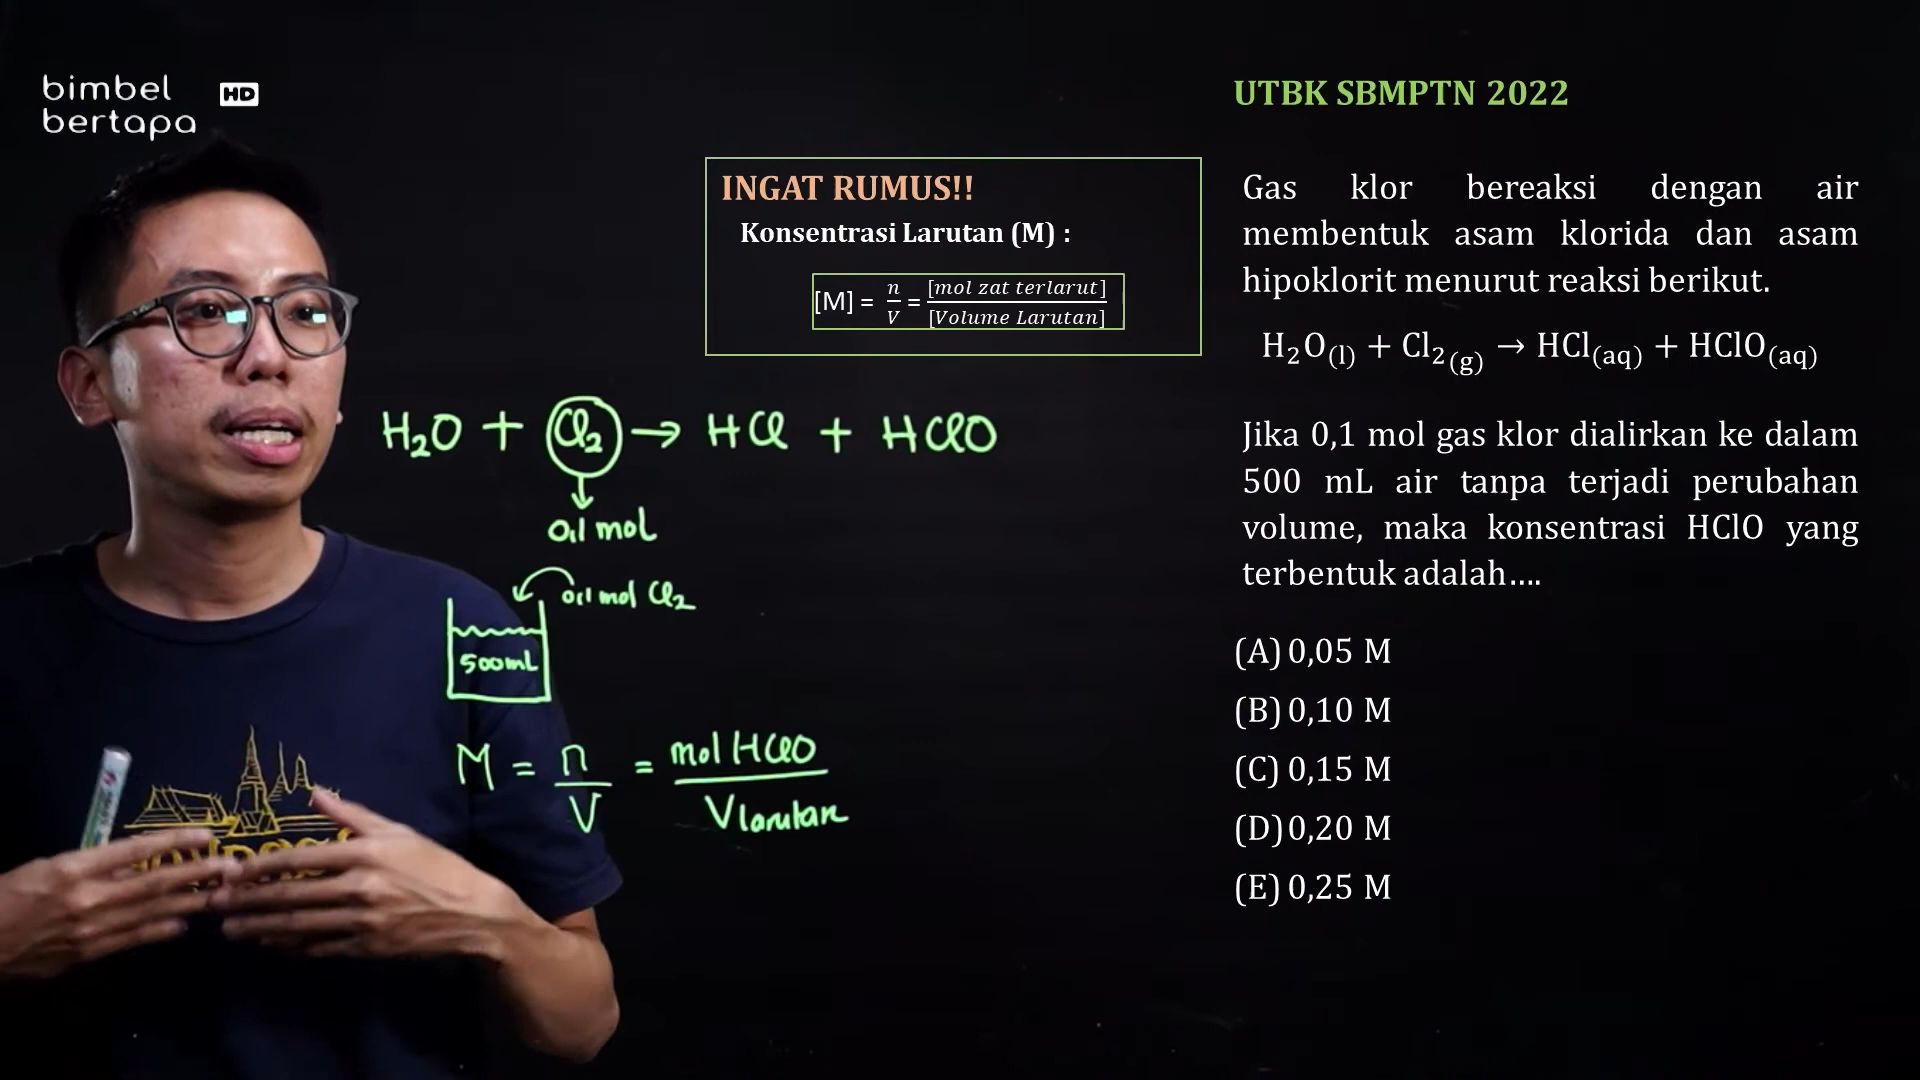 bimbel
bertapa
HD
UTBK SBMPTN 2022
INGAT RUMUS!!
Konsentrasi Larutan (M) :
[M] = n/V = [mol zat terlarut]/[Volume Larutan]
Gas klor bereaksi dengan air
membentuk asam klorida dan asam
hipoklorit menurut reaksi berikut.
H₂O(l) + Cl₂(g) → HCl(aq) + HClO(aq)
Jika 0,1 mol gas klor dialirkan ke dalam
500 mL air tanpa terjadi perubahan
volume, maka konsentrasi HClO yang
terbentuk adalah....
(A) 0,05 M
(B) 0,10 M
(C) 0,15 M
(D) 0,20 M
(E) 0,25 M
H₂O + Cl₂ → HCl + HClO
0,1 mol
0,1 mol Cl₂
500mL
M = n/V = mol HClO/V larutan